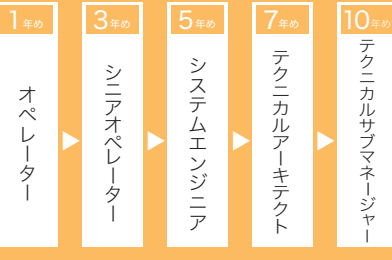 1年め
オペレーター
3年め
シニアオペレーター
5年め
システムエンジニア
7年め
テクニカルアーキテクト
10年め
テクニカルサブマネージャー